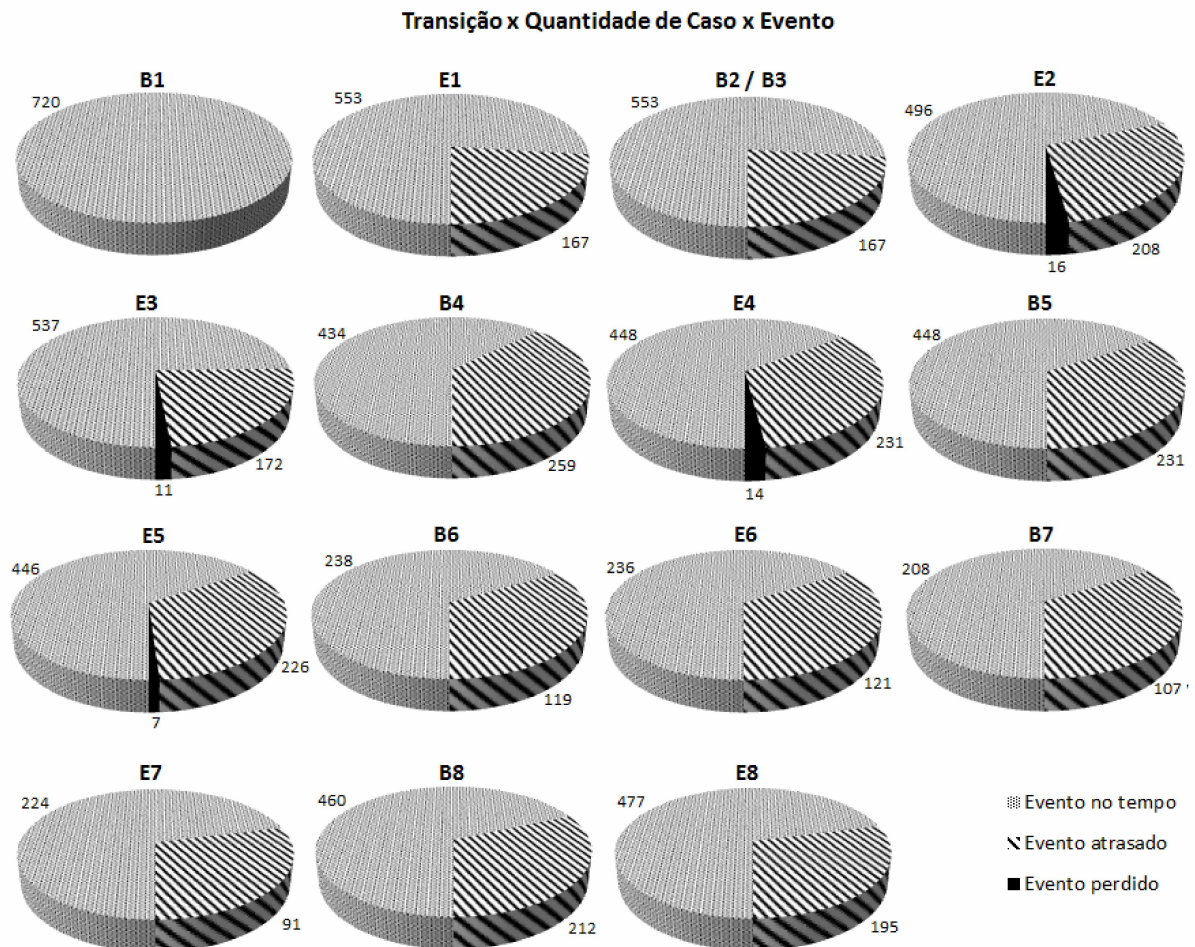 Transição x Quantidade de Caso x Evento
B1
720
E1
553
167
B2 / B3
553
167
E2
496
208
16
E3
537
172
11
B4
434
259
E4
448
231
14
B5
448
231
E5
446
226
7
B6
238
119
E6
236
121
B7
208
107
E7
224
91
B8
460
212
E8
477
195
Evento no tempo
Evento atrasado
Evento perdido